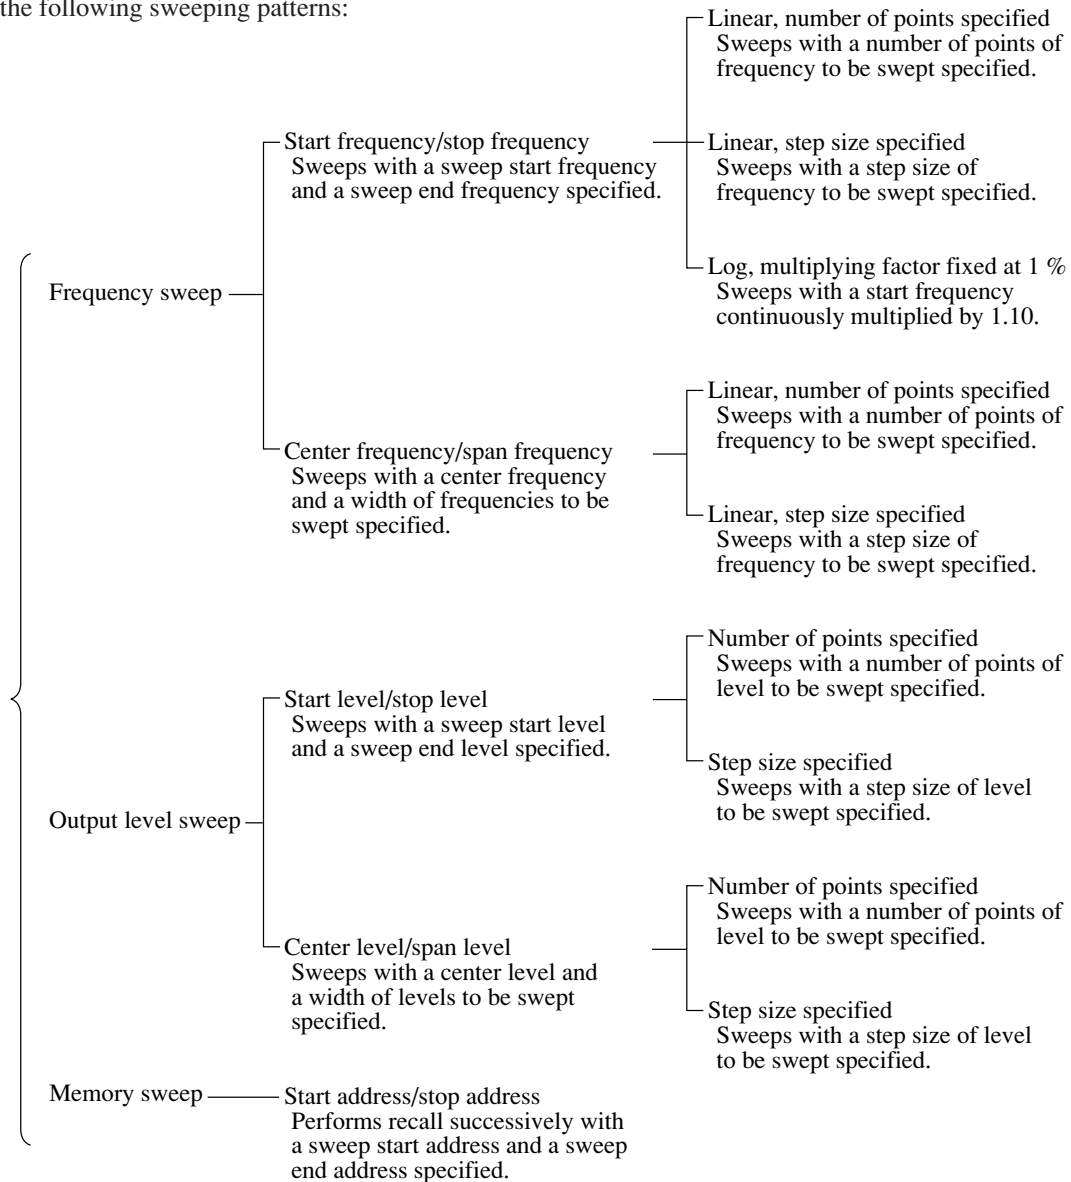 the following sweeping patterns:
Frequency sweep
Start frequency/stop frequency
Sweeps with a sweep start frequency
and a sweep end frequency specified.
Linear, number of points specified
Sweeps with a number of points of
frequency to be swept specified.
Linear, step size specified
Sweeps with a step size of
frequency to be swept specified.
Log, multiplying factor fixed at 1 %
Sweeps with a start frequency
continuously multiplied by 1.10.
Center frequency/span frequency
Sweeps with a center frequency
and a width of frequencies to be
swept specified.
Linear, number of points specified
Sweeps with a number of points of
frequency to be swept specified.
Linear, step size specified
Sweeps with a step size of
frequency to be swept specified.
Output level sweep
Start level/stop level
Sweeps with a sweep start level
and a sweep end level specified.
Number of points specified
Sweeps with a number of points of
level to be swept specified.
Step size specified
Sweeps with a step size of level
to be swept specified.
Center level/span level
Sweeps with a center level and
a width of levels to be swept
specified.
Number of points specified
Sweeps with a number of points of
level to be swept specified.
Step size specified
Sweeps with a step size of level
to be swept specified.
Memory sweep
Start address/stop address
Performs recall successively with
a sweep start address and a sweep
end address specified.